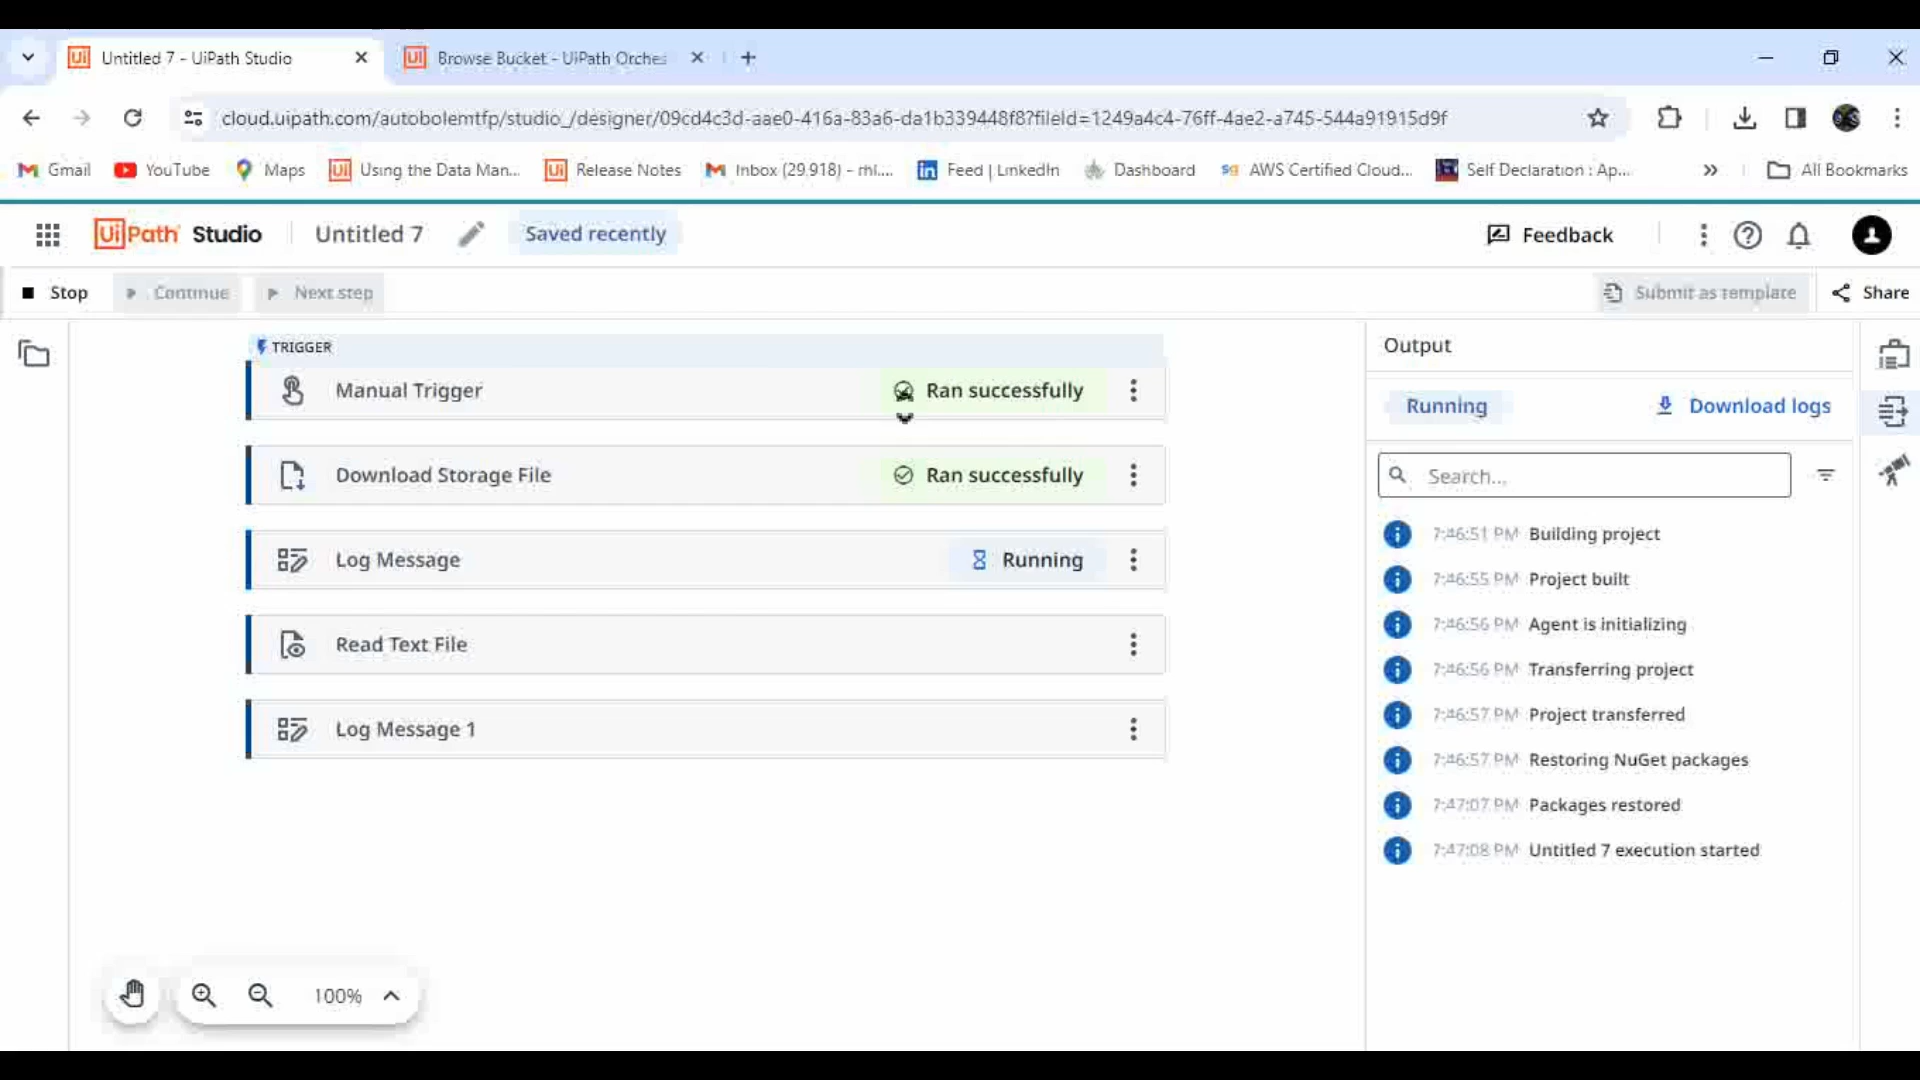 Untitled 7 - UiPath Studio
Browse Bucket - UiPath Orches
cloud.uipath.com/autobolemtfp/studio_/designer/09cd4c3d-aae0-416a-83a6-da1b339448f8?fileId=1249a4c4-76ff-4ae2-a745-544a91915d9f
Gmail YouTube Maps Using the Data Man... Release Notes Inbox (29,918) - rhi.... Feed | LinkedIn Dashboard AWS Certified Cloud... Self Declaration : Ap... All Bookmarks
UiPath Studio Untitled 7 Saved recently Feedback
Stop Continue Next step Submit as template Share
TRIGGER
Manual Trigger Ran successfully
Download Storage File Ran successfully
Log Message Running
Read Text File
Log Message 1
100%
Output
Running Download logs
Search...
7:46:51 PM Building project
7:46:55 PM Project built
7:46:56 PM Agent is initializing
7:46:56 PM Transferring project
7:46:57 PM Project transferred
7:46:57 PM Restoring NuGet packages
7:47:07 PM Packages restored
7:47:08 PM Untitled 7 execution started